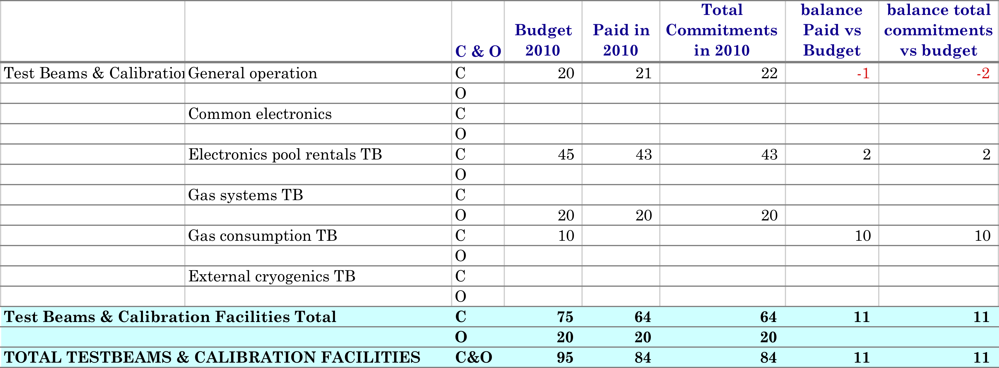 C & O Budget 2010 Paid in 2010 Total Commitments in 2010 balance Paid vs Budget balance total commitments vs budget
Test Beams & Calibration General operation C 20 21 22 -1 -2
O
Common electronics C
O
Electronics pool rentals TB C 45 43 43 2 2
O
Gas systems TB C
O 20 20 20
Gas consumption TB C 10 10 10
O
External cryogenics TB C
O
Test Beams & Calibration Facilities Total C 75 64 64 11 11
O 20 20 20
TOTAL TESTBEAMS & CALIBRATION FACILITIES C&O 95 84 84 11 11